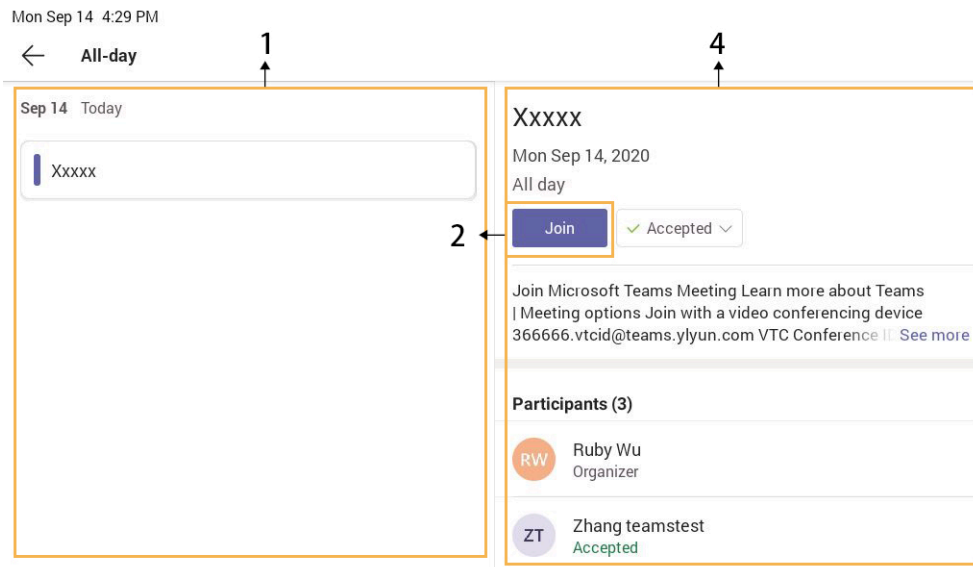 Mon Sep 14 4:29 PM
All-day
1
4
Sep 14 Today
Xxxxx
Xxxxx
Mon Sep 14, 2020
All day
2
Join
Accepted
Join Microsoft Teams Meeting Learn more about Teams
| Meeting options Join with a video conferencing device
366666.vtcid@teams.ylyun.com VTC Conference I See more
Participants (3)
RW
Ruby Wu
Organizer
ZT
Zhang teamstest
Accepted